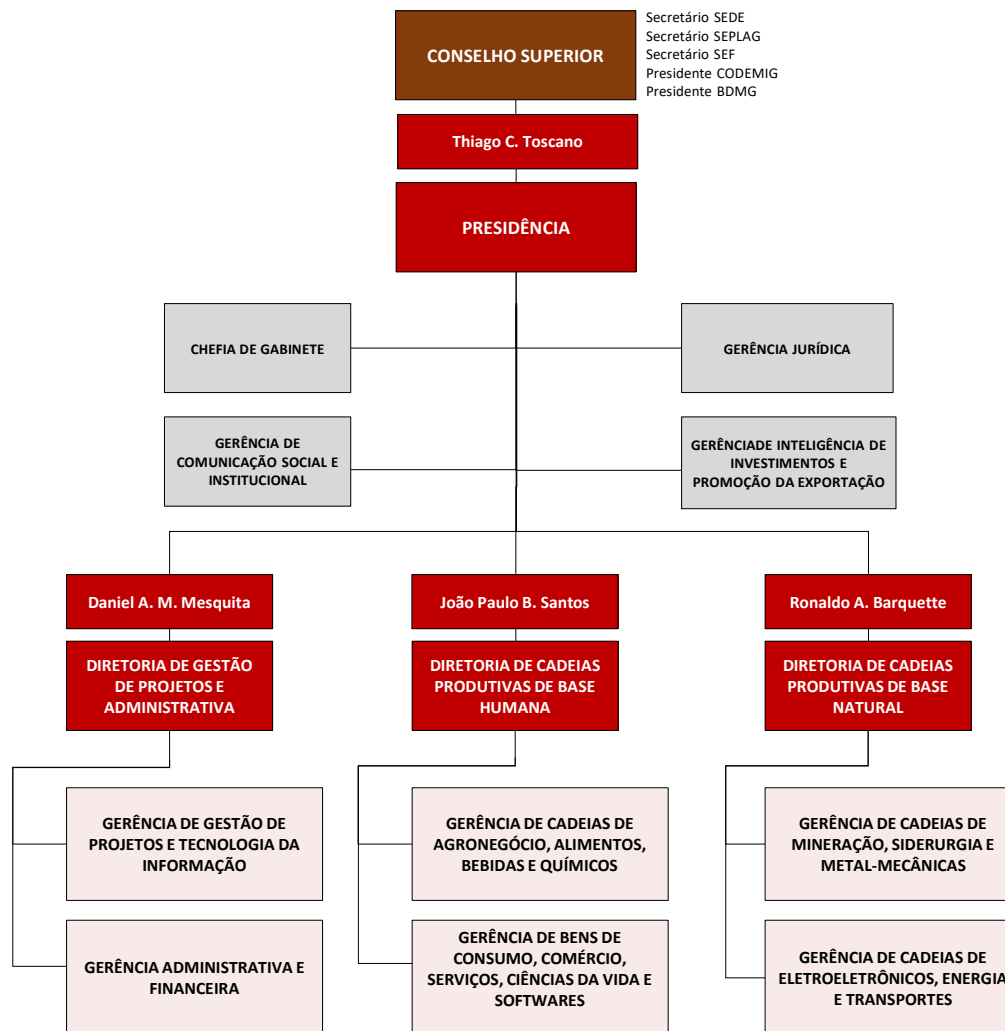 CONSELHO SUPERIOR
Secretário SEDE
Secretário SEPLAG
Secretário SEF
Presidente CODEMIG
Presidente BDMG
Thiago C. Toscano
PRESIDÊNCIA
CHEFIA DE GABINETE
GERÊNCIA JURÍDICA
GERÊNCIA DE
COMUNICAÇÃO SOCIAL E
INSTITUCIONAL
GERÊNCIADE INTELIGÊNCIA DE
INVESTIMENTOS E
PROMOÇÃO DA EXPORTAÇÃO
Daniel A. M. Mesquita
João Paulo B. Santos
Ronaldo A. Barquette
DIRETORIA DE GESTÃO
DE PROJETOS E
ADMINISTRATIVA
DIRETORIA DE CADEIAS
PRODUTIVAS DE BASE
HUMANA
DIRETORIA DE CADEIAS
PRODUTIVAS DE BASE
NATURAL
GERÊNCIA DE GESTÃO DE
PROJETOS E TECNOLOGIA DA
INFORMAÇÃO
GERÊNCIA DE CADEIAS DE
AGRONEGÓCIO, ALIMENTOS,
BEBIDAS E QUÍMICOS
GERÊNCIA DE CADEIAS DE
MINERAÇÃO, SIDERURGIA E
METAL-MECÂNICAS
GERÊNCIA ADMINISTRATIVA E
FINANCEIRA
GERÊNCIA DE BENS DE
CONSUMO, COMÉRCIO,
SERVIÇOS, CIÊNCIAS DA VIDA E
SOFTWARES
GERÊNCIA DE CADEIAS DE
ELETROELETRÔNICOS, ENERGIA
E TRANSPORTES